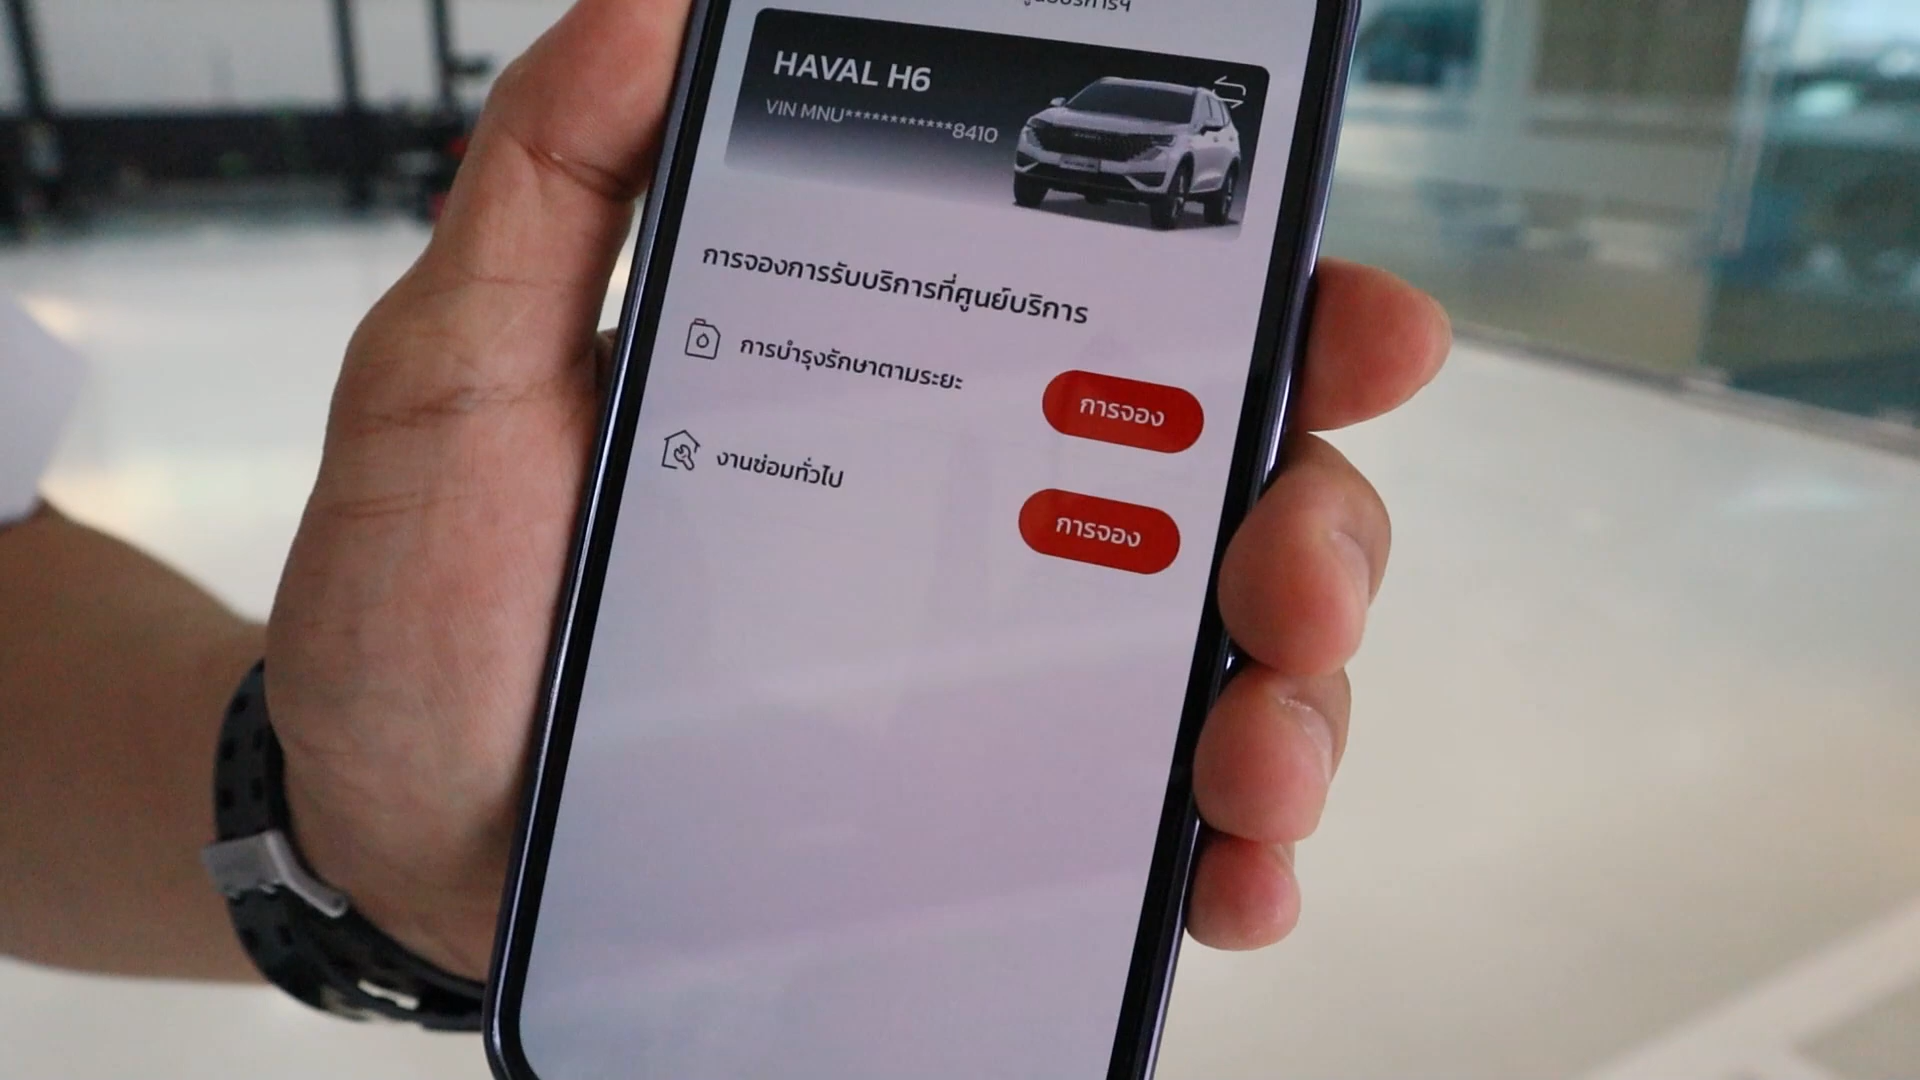 HAVAL H6
VIN MNU************8410
การจองการรับบริการที่ศูนย์บริการ
การบำรุงรักษาตามระยะ
การจอง
งานซ่อมทั่วไป
การจอง